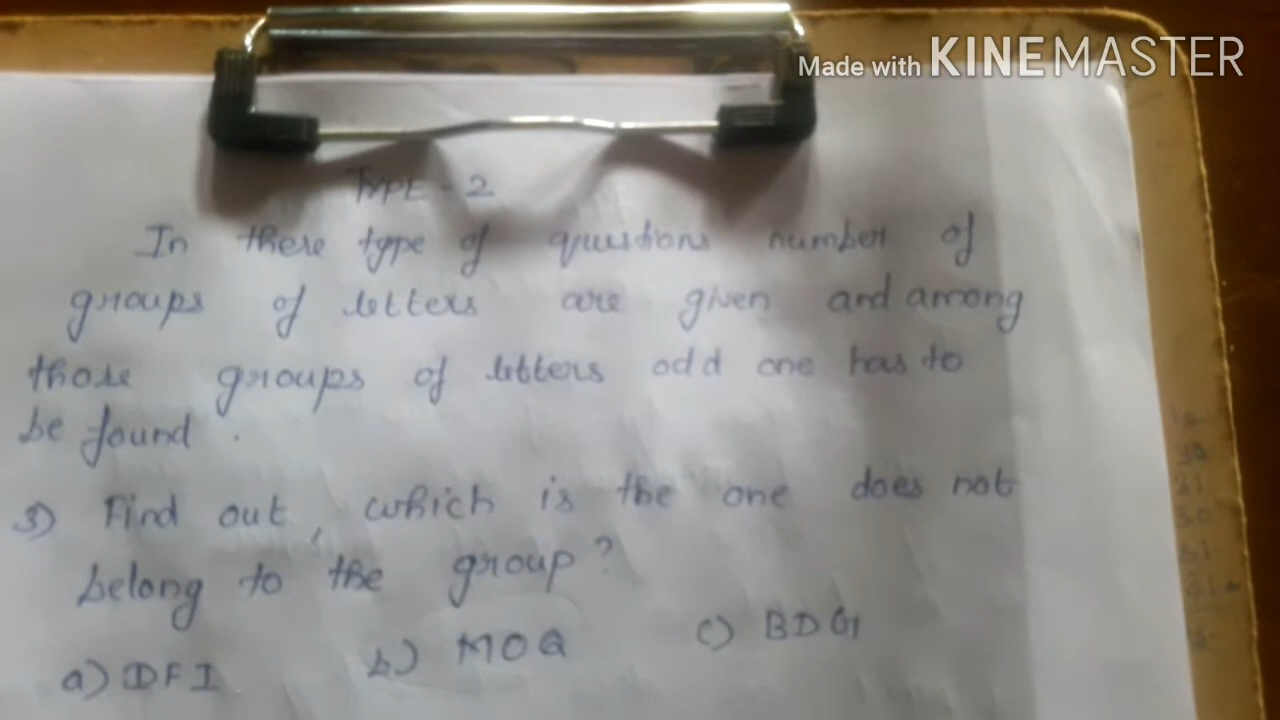 Made with KINEMASTER
TYPE - 2
In these type of questions number of
groups of letters are given and among
those groups of letters odd one has to
be found.
3) Find out, which is the one does not
belong to the group?
a) DFI b) MOQ c) BDG